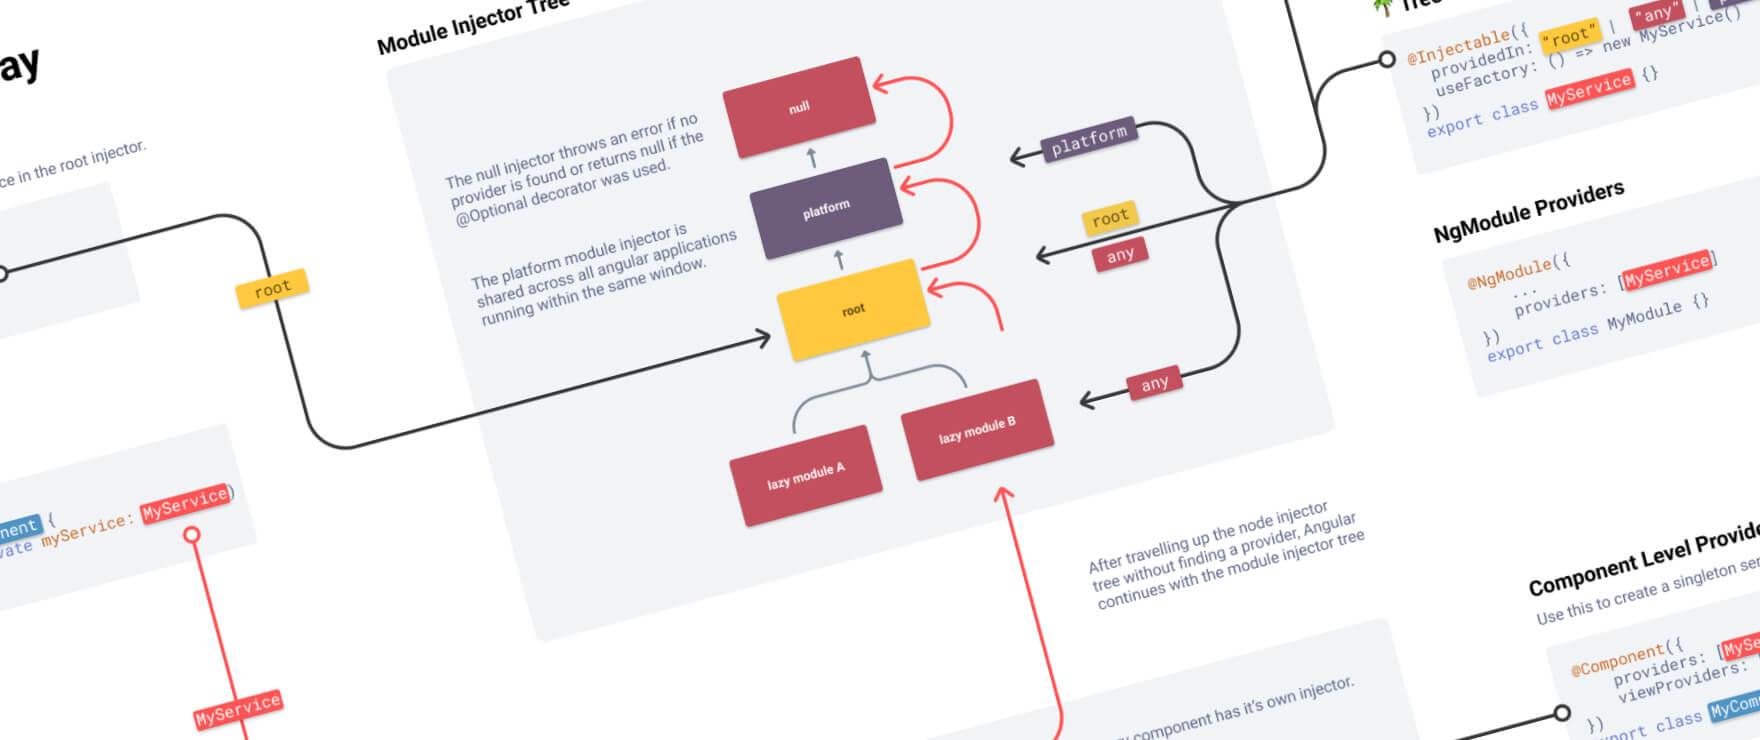 ay
ce in the root injector.
root
nent {
vate myService: MyService)
MyService
Module Injector Tree
The null injector throws an error if no
provider is found or returns null if the
@Optional decorator was used.
The platform module injector is
shared across all angular applications
running within the same window.
null
platform
root
lazy module A
lazy module B
platform
root
any
any
After travelling up the node injector
tree without finding a provider, Angular
continues with the module injector tree
component has it's own injector.
🌴 Tree
@Injectable({
providedIn: "root" | "any" |
useFactory: () => new MyService()
})
export class MyService {}
NgModule Providers
@NgModule({
...
providers: [MyService]
})
export class MyModule {}
Component Level Provide
Use this to create a singleton ser
@Component({
providers: [MySe
viewProviders:
})
xport class MyCom